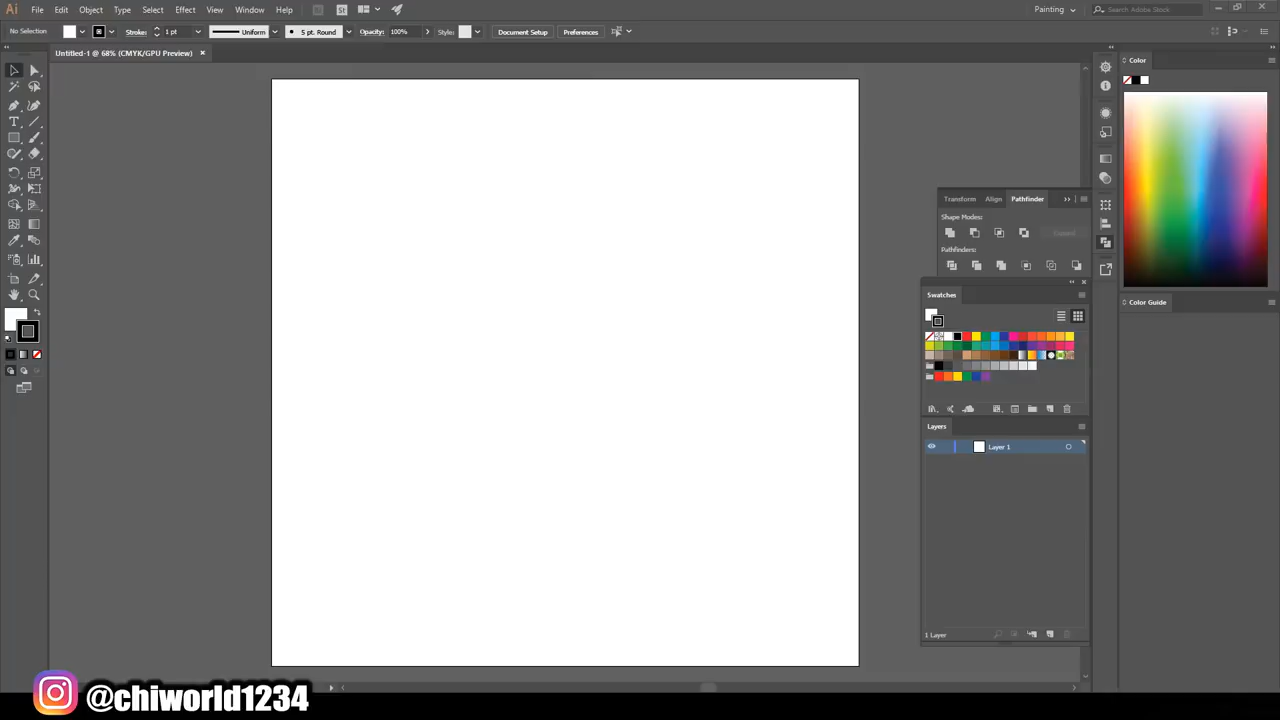 Ai File Edit Object Type Select Effect View Window Help Br St Painting Search Adobe Stock
No Selection Stroke: 1 pt Uniform 5 pt. Round Opacity: 100% Style: Document Setup Preferences
Untitled-1 @ 68% (CMYK/GPU Preview)
Color
Transform Align Pathfinder
Shape Modes:
Expand
Pathfinders:
Swatches
Color Guide
Layers
Layer 1
1 Layer
@chiworld1234